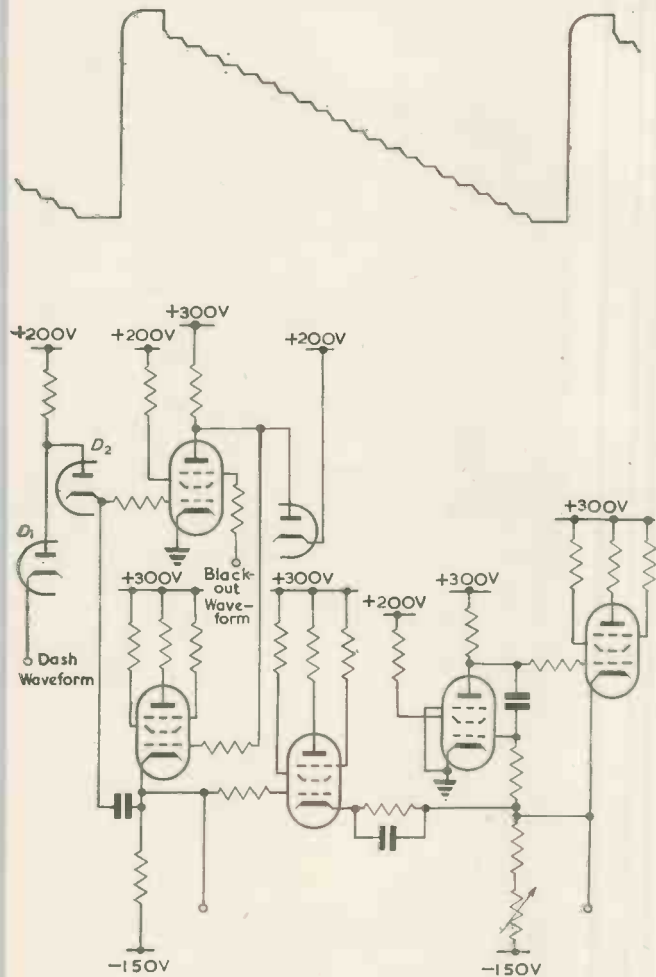 +300V
+200V
+200V
+200V
D2
D1
+300V
Black-
out
Wave-
form
+300V
+300V
+300V
+200V
Dash
Waveform
-150V
-150V